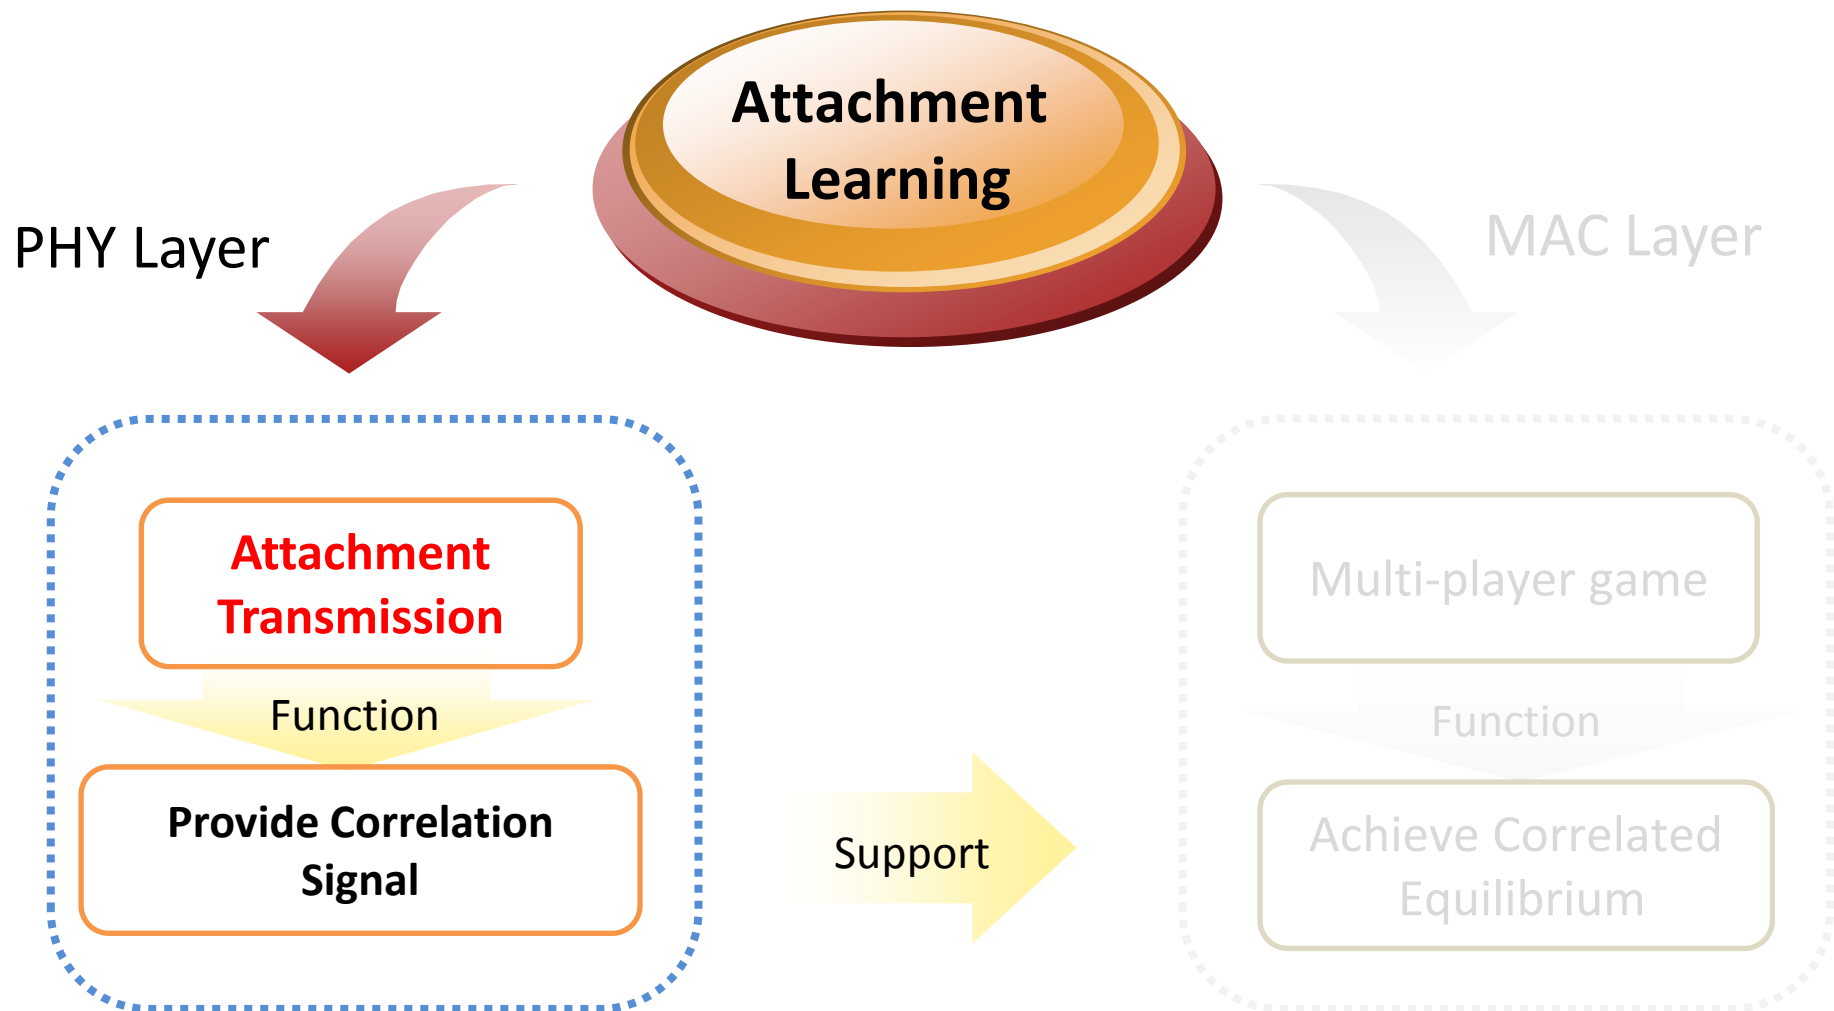 Attachment
Learning
PHY Layer
MAC Layer
Attachment
Transmission
Function
Provide Correlation
Signal
Support
Multi-player game
Function
Achieve Correlated
Equilibrium